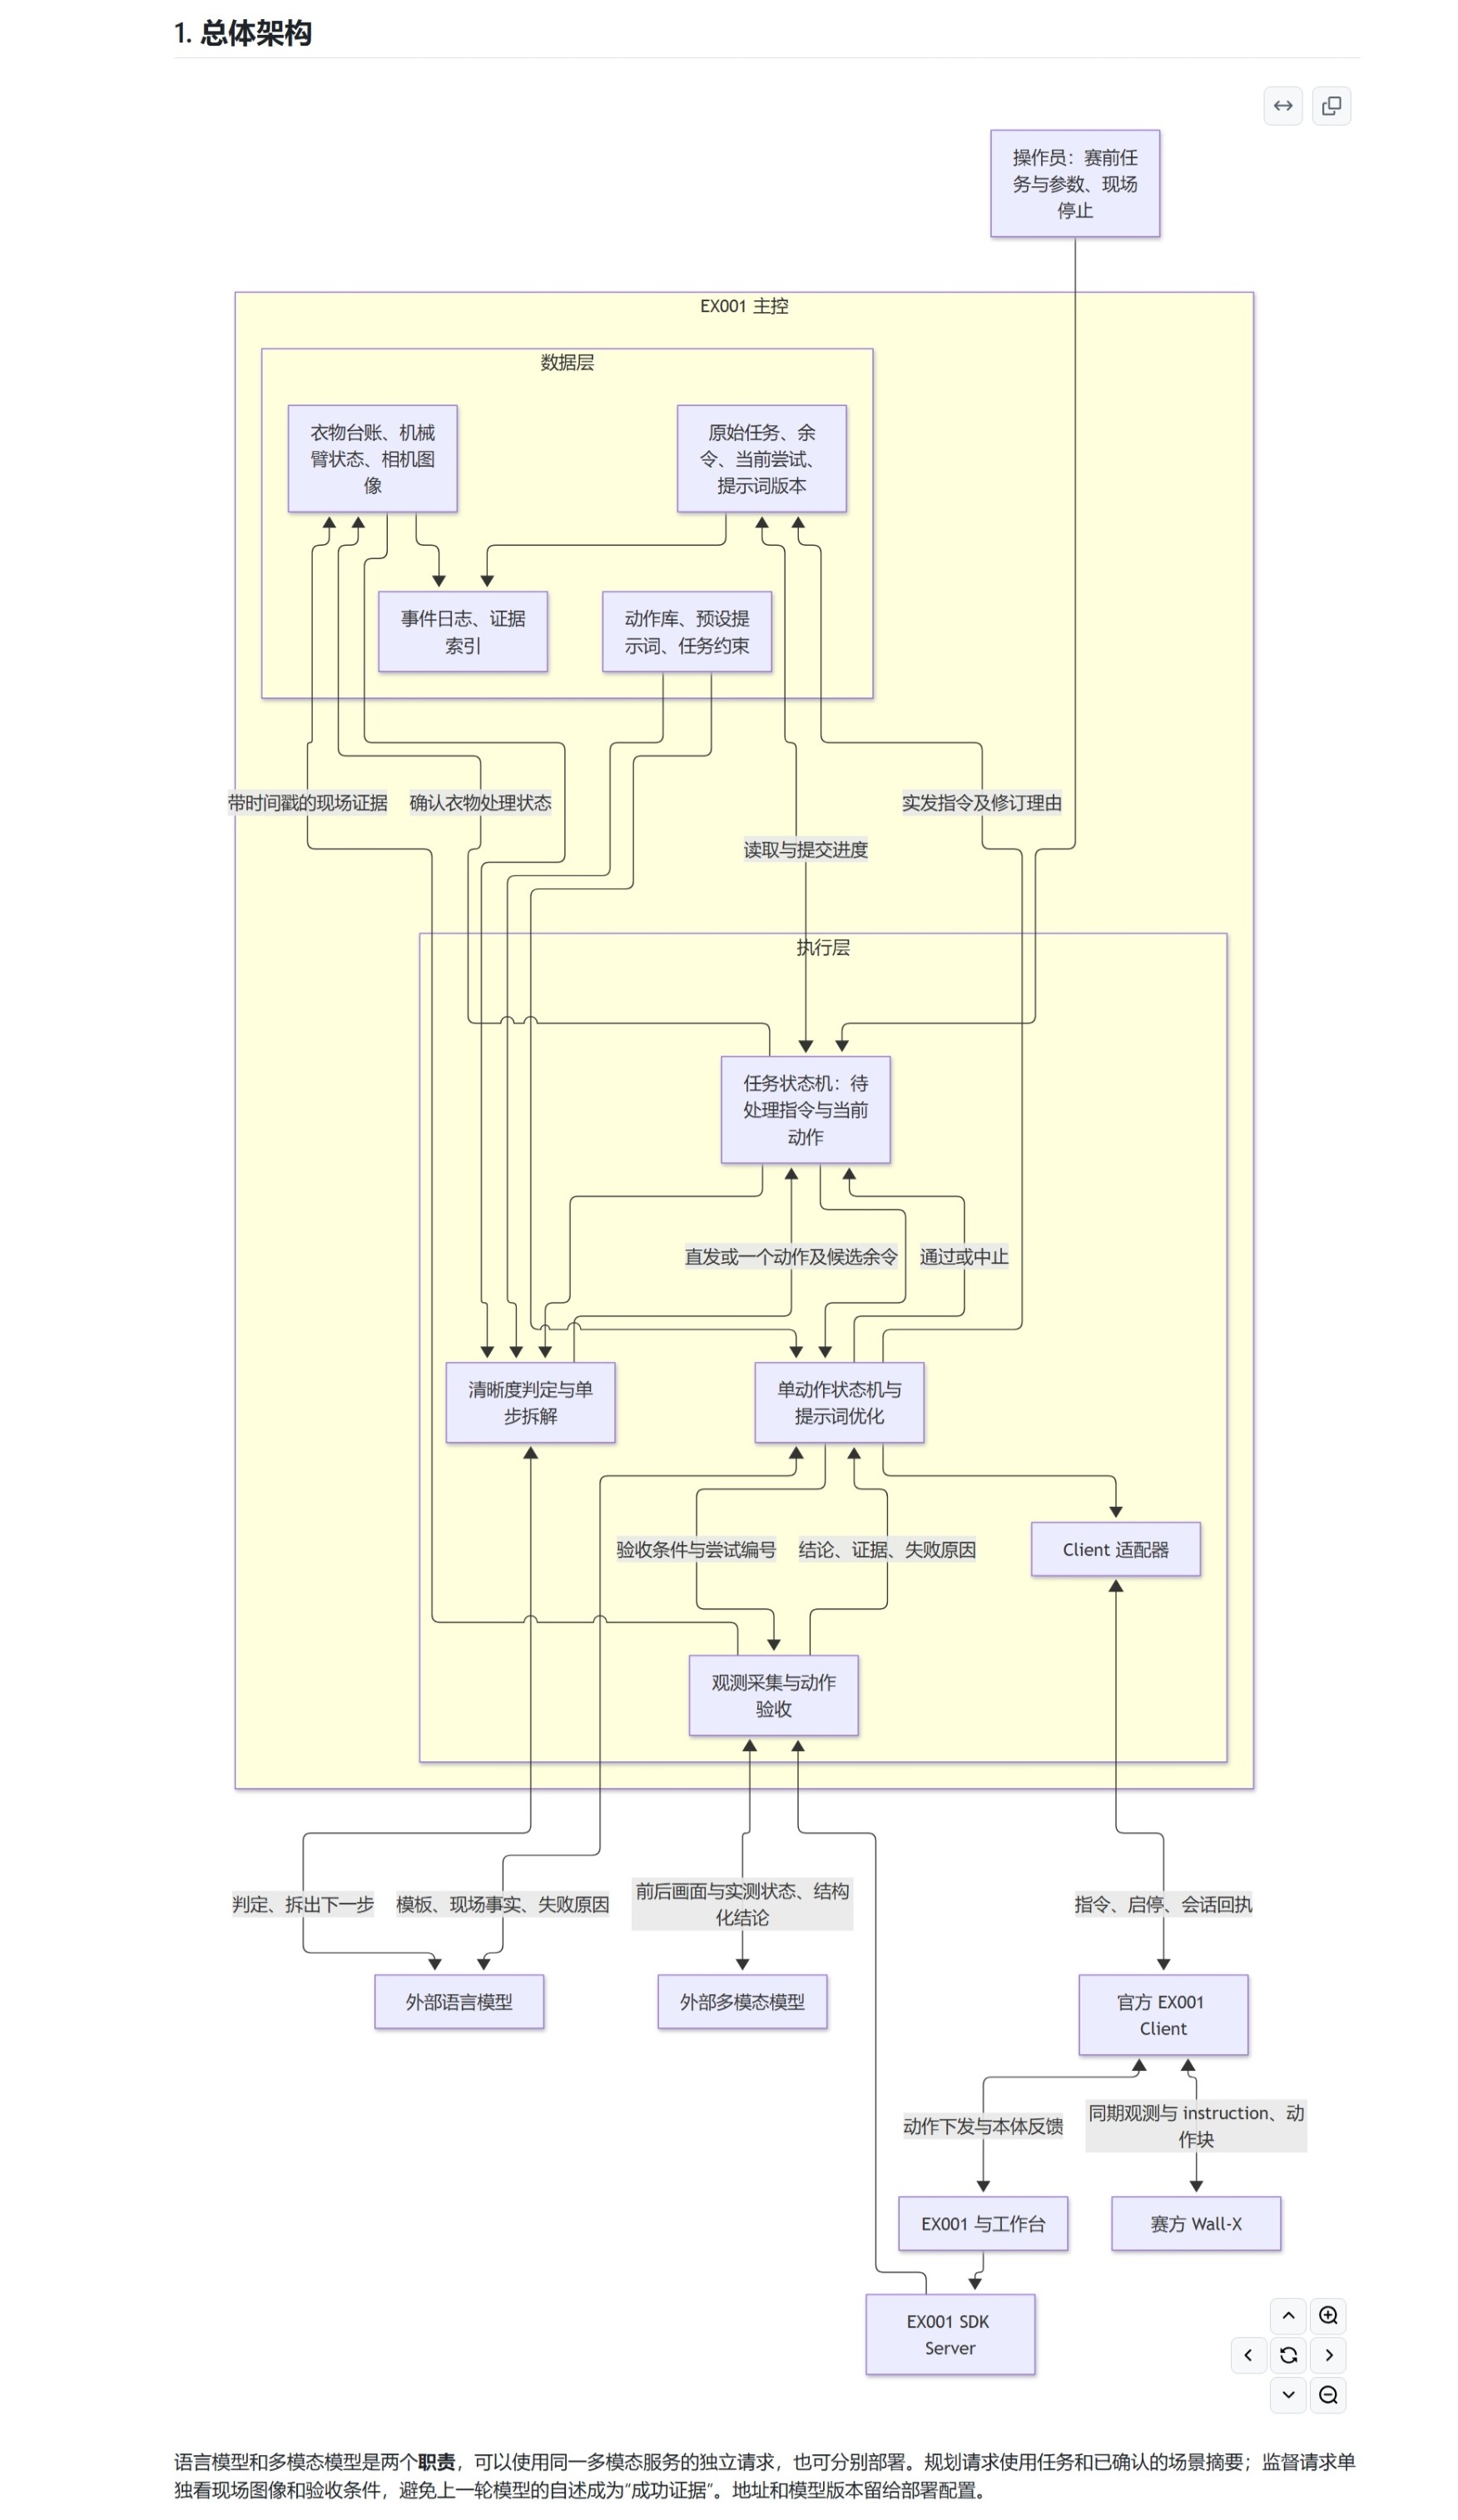 1. 总体架构
操作员：赛前任
务与参数、现场
停止
EX001 主控
数据层
衣物台账、机械
臂状态、相机图
像
原始任务、余
令、当前尝试、
提示词版本
事件日志、证据
索引
动作库、预设提
示词、任务约束
带时间戳的现场证据
确认衣物处理状态
实发指令及修订理由
读取与提交进度
执行层
任务状态机：待
处理指令与当前
动作
直发或一个动作及候选余令
通过或中止
清晰度判定与单
步拆解
单动作状态机与
提示词优化
验收条件与尝试编号
结论、证据、失败原因
Client 适配器
观测采集与动作
验收
判定、拆出下一步
模板、现场事实、失败原因
前后画面与实测状态、结构
化结论
指令、启停、会话回执
外部语言模型
外部多模态模型
官方 EX001
Client
动作下发与本体反馈
同期观测与 instruction、动
作块
EX001 与工作台
赛方 Wall-X
EX001 SDK
Server
语言模型和多模态模型是两个职责，可以使用同一多模态服务的独立请求，也可分别部署。规划请求使用任务和已确认的场景摘要；监督请求单
独看现场图像和验收条件，避免上一轮模型的自述成为“成功证据”。地址和模型版本留给部署配置。